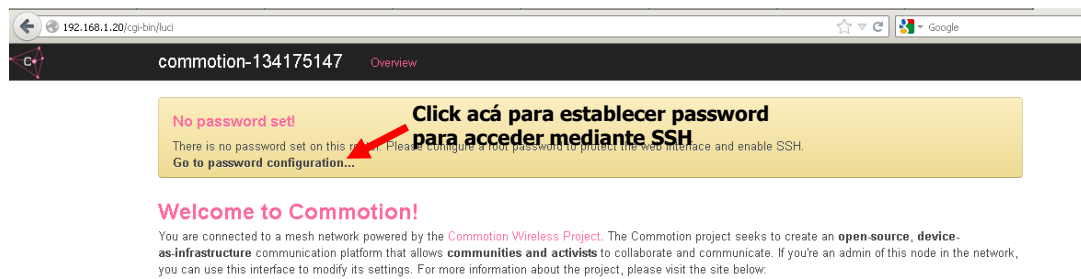 192.168.1.20/cgi-bin/luci
Google
commotion-134175147 Overview
No password set!
Click acá para establecer password
para acceder mediante SSH
There is no password set on this router. Please configure a root password to protect the web interface and enable SSH.
Go to password configuration...
Welcome to Commotion!
You are connected to a mesh network powered by the Commotion Wireless Project. The Commotion project seeks to create an open-source, device-
as-infrastructure communication platform that allows communities and activists to collaborate and communicate. If you're an admin of this node in the network,
you can use this interface to modify its settings. For more information about the project, please visit the site below: